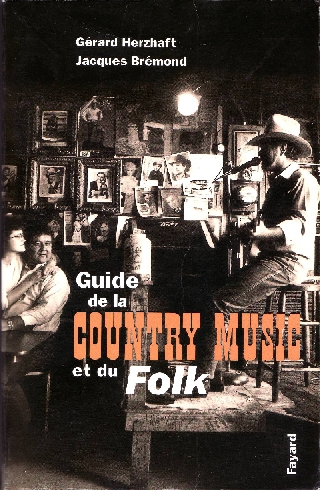 Gérard Herzhaft
Jacques Brémond
Guide
de la
COUNTRY MUSIC
et du Folk
Fayard